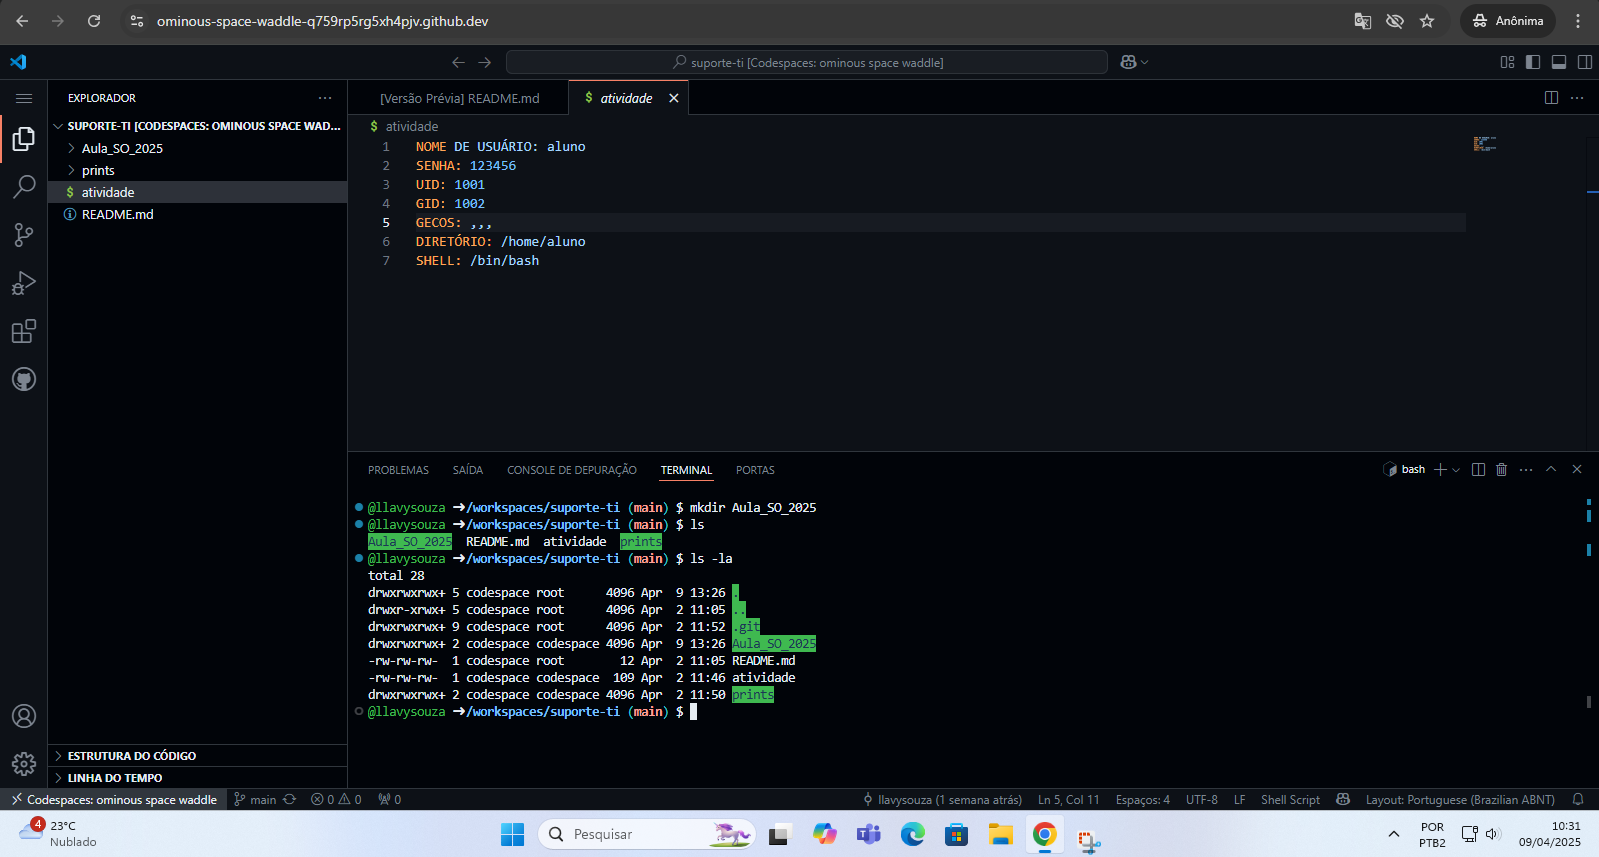 ominous-space-waddle-q759rp5rg5xh4pjv.github.dev
Anônima
suporte-ti [Codespaces: ominous space waddle]
EXPLORADOR
SUPORTE-TI [CODESPACES: OMINOUS SPACE WAD...
Aula_SO_2025
prints
$ atividade
README.md
ESTRUTURA DO CÓDIGO
LINHA DO TEMPO
[Versão Prévia] README.md
$ atividade
$ atividade
1 NOME DE USUÁRIO: aluno
2 SENHA: 123456
3 UID: 1001
4 GID: 1002
5 GECOS: ,,,
6 DIRETÓRIO: /home/aluno
7 SHELL: /bin/bash
PROBLEMAS SAÍDA CONSOLE DE DEPURAÇÃO TERMINAL PORTAS
bash
@llavysouza ➜/workspaces/suporte-ti (main) $ mkdir Aula_SO_2025
@llavysouza ➜/workspaces/suporte-ti (main) $ ls
Aula_SO_2025 README.md atividade prints
@llavysouza ➜/workspaces/suporte-ti (main) $ ls -la
total 28
drwxrwxrwx+ 5 codespace root 4096 Apr 9 13:26 .
drwxr-xrwx+ 5 codespace root 4096 Apr 2 11:05 ..
drwxrwxrwx+ 9 codespace root 4096 Apr 2 11:52 .git
drwxrwxrwx+ 2 codespace codespace 4096 Apr 9 13:26 Aula_SO_2025
-rw-rw-rw- 1 codespace root 12 Apr 2 11:05 README.md
-rw-rw-rw- 1 codespace codespace 109 Apr 2 11:46 atividade
drwxrwxrwx+ 2 codespace codespace 4096 Apr 2 11:50 prints
@llavysouza ➜/workspaces/suporte-ti (main) $
Codespaces: ominous space waddle main 0 0 0 llavysouza (1 semana atrás) Ln 5, Col 11 Espaços: 4 UTF-8 LF Shell Script Layout: Portuguese (Brazilian ABNT)
4
23°C
Nublado
Pesquisar
POR
PTB2
10:31
09/04/2025